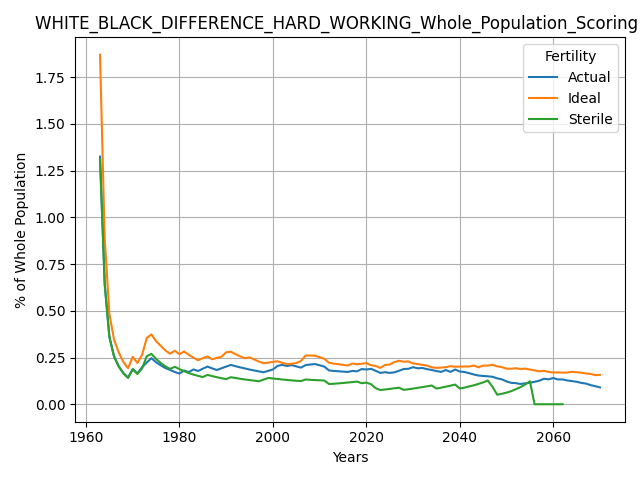 WHITE_BLACK_DIFFERENCE_HARD_WORKING_Whole_Population_Scoring
Fertility
Actual
Ideal
Sterile
% of Whole Population
1.75
1.50
1.25
1.00
0.75
0.50
0.25
0.00
1960 1980 2000 2020 2040 2060
Years